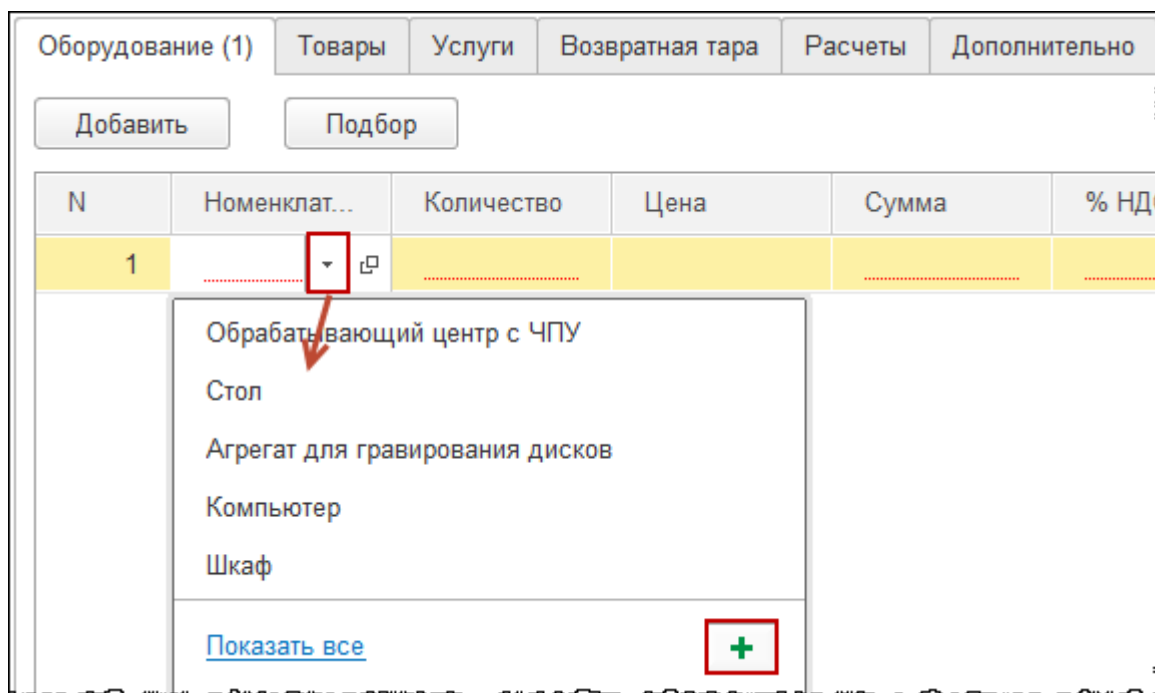 Оборудование (1) Товары Услуги Возвратная тара Расчеты Дополнительно
Добавить Подбор
N Номенклат... Количество Цена Сумма % НДС
1
Обрабатывающий центр с ЧПУ
Стол
Агрегат для гравирования дисков
Компьютер
Шкаф
Показать все